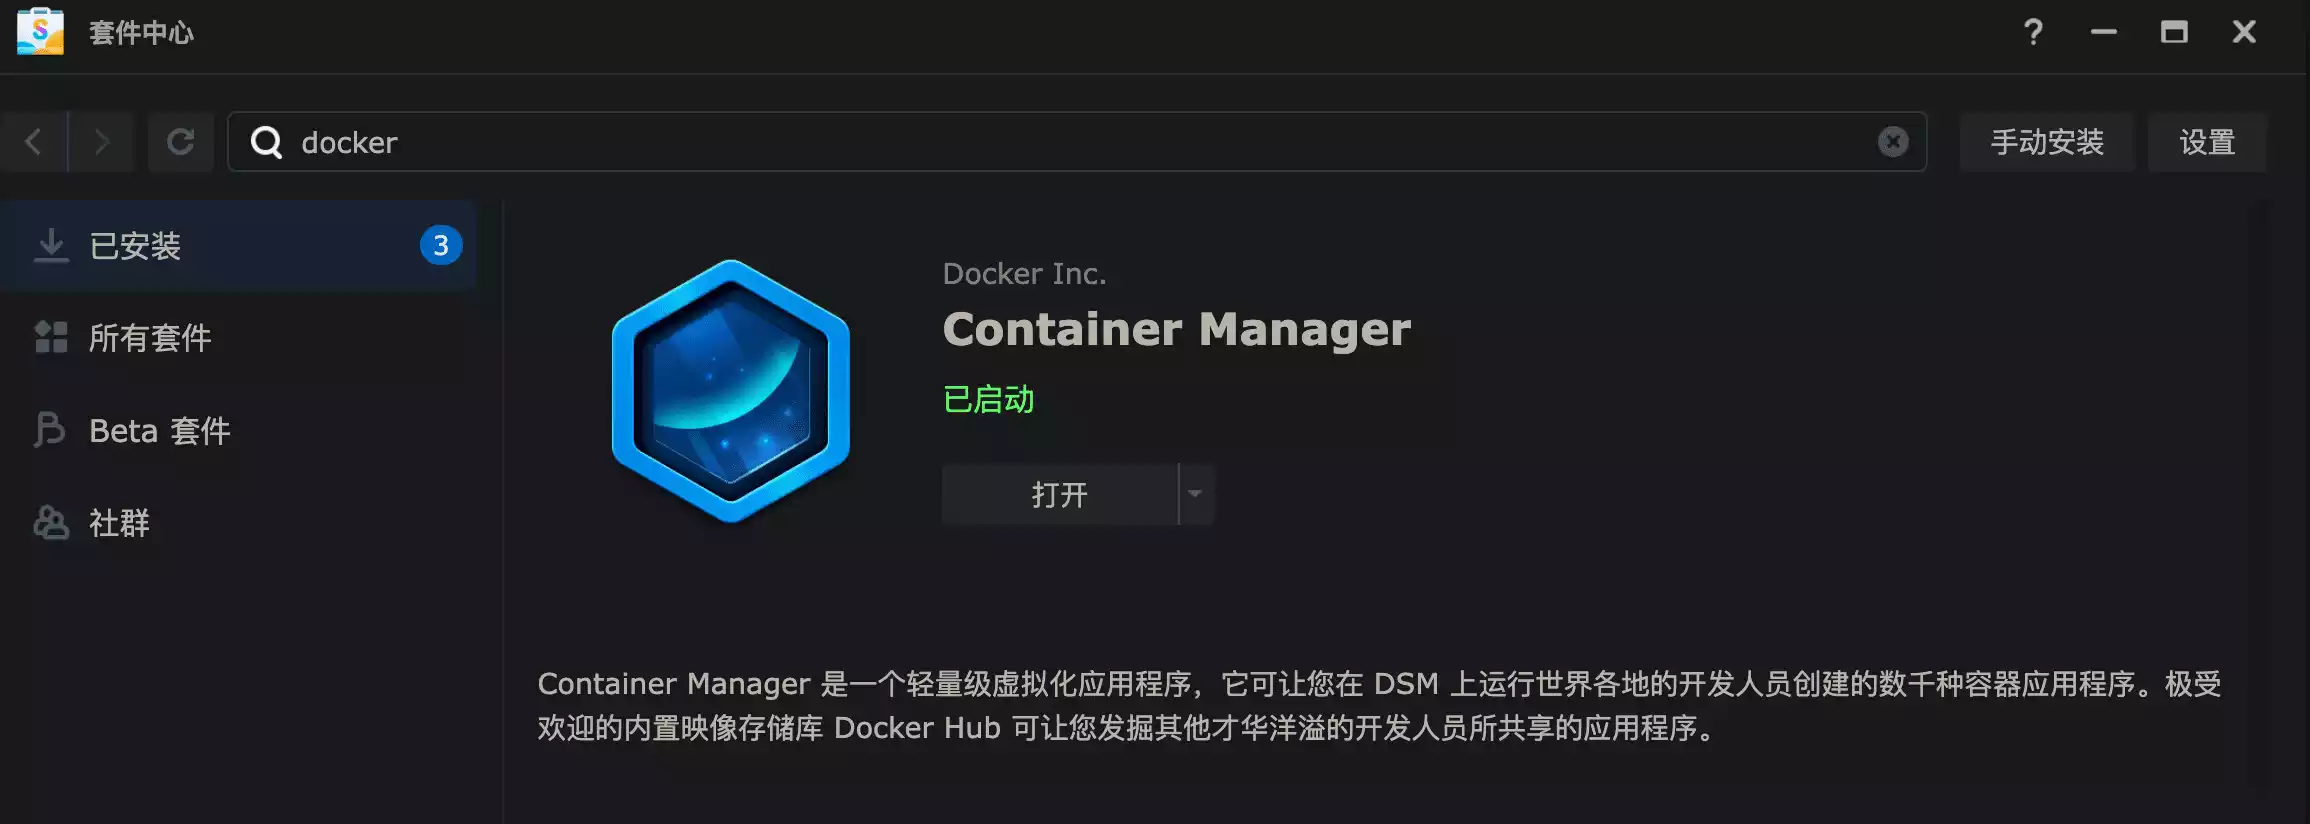 套件中心
docker
手动安装
设置
已安装
3
所有套件
Beta 套件
社群
Docker Inc.
Container Manager
已启动
打开
Container Manager 是一个轻量级虚拟化应用程序，它可让您在 DSM 上运行世界各地的开发人员创建的数千种容器应用程序。极受
欢迎的内置映像存储库 Docker Hub 可让您发掘其他才华洋溢的开发人员所共享的应用程序。